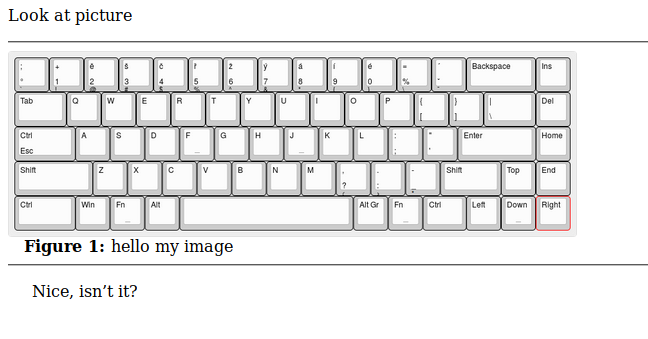 Look at picture
; + ě š č ř ž ý á í é = ´ Backspace Ins
° 1 2 3 4 5 6 7 8 9 0 % ˇ
Tab Q W E R T Y U I O P { } | Del
[ ] \
Ctrl A S D F G H J K L : " Enter Home
Esc _ _ ; '
Shift Z X C V B N M , . - Shift Top End
? : _
Ctrl Win Fn Alt Alt Gr Fn Ctrl Left Down Right
_ _ _
Figure 1: hello my image
Nice, isn’t it?